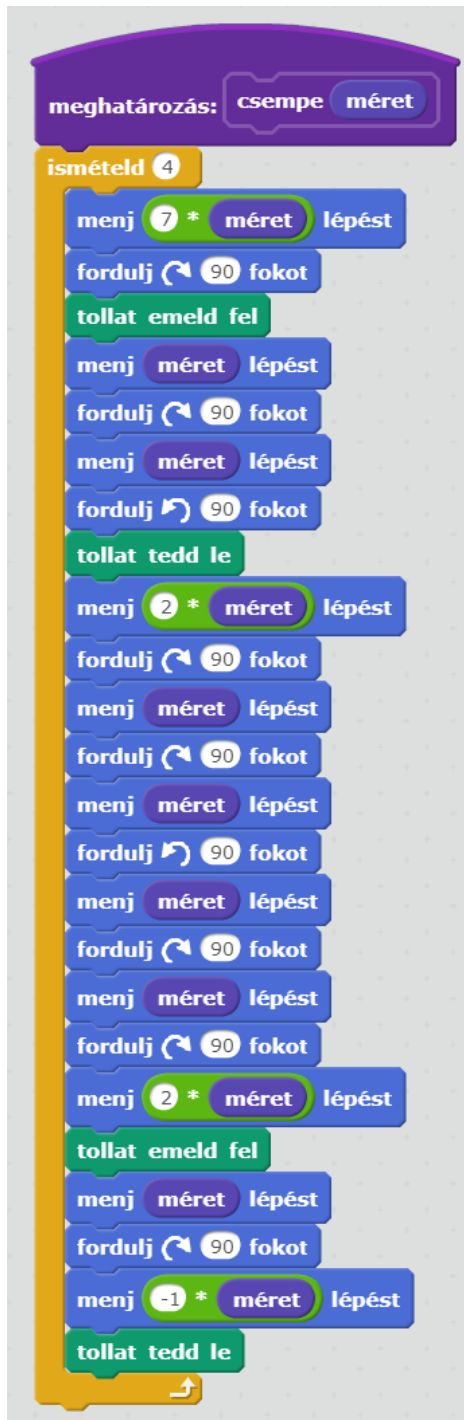 meghatározás: csempe méret
ismételd 4
menj 7 * méret lépést
fordulj 90 fokot
tollat emeld fel
menj méret lépést
fordulj 90 fokot
menj méret lépést
fordulj 90 fokot
tollat tedd le
menj 2 * méret lépést
fordulj 90 fokot
menj méret lépést
fordulj 90 fokot
menj méret lépést
fordulj 90 fokot
menj méret lépést
fordulj 90 fokot
menj méret lépést
fordulj 90 fokot
menj 2 * méret lépést
tollat emeld fel
menj méret lépést
fordulj 90 fokot
menj -1 * méret lépést
tollat tedd le